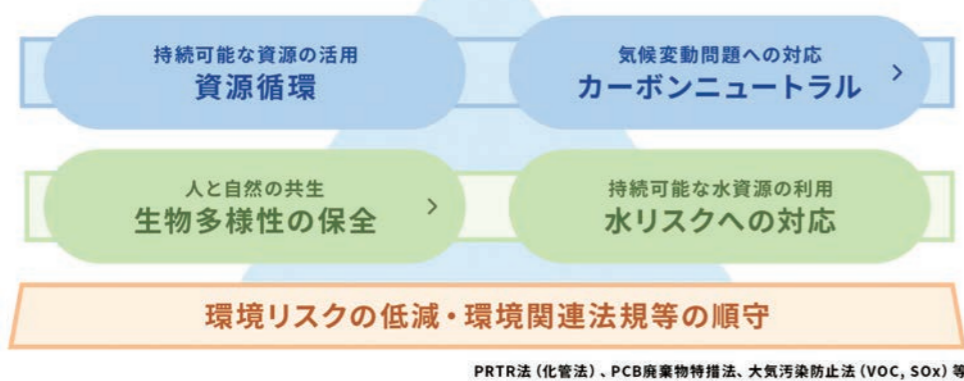 持続可能な資源の活用
資源循環
気候変動問題への対応
カーボンニュートラル
人と自然の共生
生物多様性の保全
持続可能な水資源の利用
水リスクへの対応
環境リスクの低減・環境関連法規等の順守
PRTR法（化管法）、PCB廃棄物特措法、大気汚染防止法（VOC, SOx）等